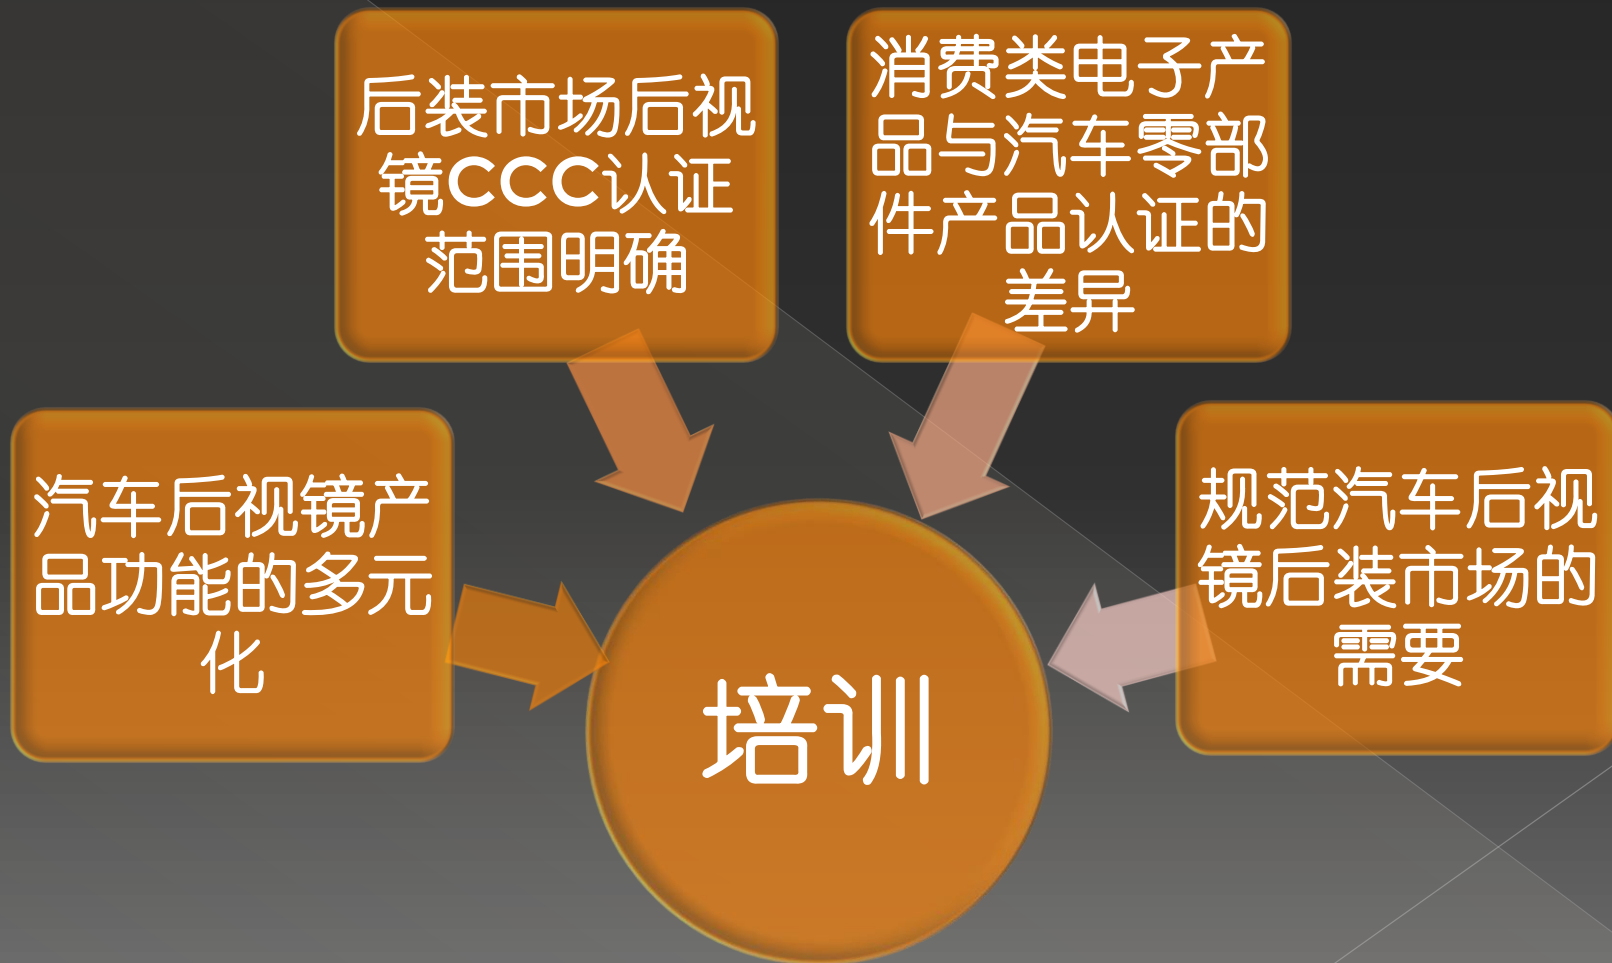 后装市场后视
镜CCC认证
范围明确
消费类电子产
品与汽车零部
件产品认证的
差异
汽车后视镜产
品功能的多元
化
规范汽车后视
镜后装市场的
需要
培训